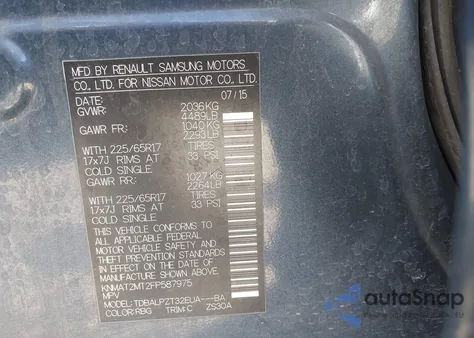 MFD BY RENAULT SAMSUNG MOTORS
CO. LTD. FOR NISSAN MOTOR CO., LTD.
DATE: 07/15
GVWR: 2036KG
4489LB
GAWR FR: 1040KG
2293LB
WITH 225/65R17 TIRES
17x7J RIMS AT 33 PSI
COLD SINGLE
GAWR RR: 1027KG
2264LB
WITH 225/65R17 TIRES
17x7J RIMS AT 33 PSI
COLD SINGLE
THIS VEHICLE CONFORMS TO ALL
APPLICABLE FEDERAL MOTOR
VEHICLE SAFETY, BUMPER, AND
THEFT PREVENTION STANDARDS
IN EFFECT ON THE DATE OF
MANUFACTURE SHOWN ABOVE.
KNMAT2MT2FP587975
MPV
MODEL: TDBALPZT32EUA---BA
COLOR:RBG TRIM:C ZS30A
autoSnap